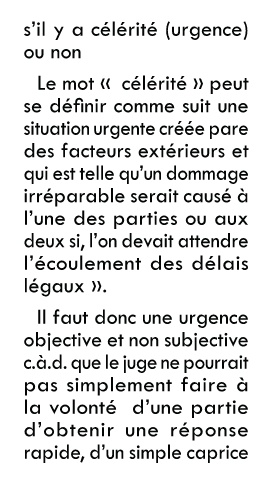 s'il y a célérité (urgence)
ou non
Le mot «  célérité » peut
se définir comme suit une
situation urgente créée pare
des facteurs extérieurs et
qui est telle qu'un dommage
irréparable serait causé à
l'une des parties ou aux
deux si, l'on devait attendre
l'écoulement des délais
légaux ».
Il faut donc une urgence
objective et non subjective
c.à.d. que le juge ne pourrait
pas simplement faire à
la volonté  d'une partie
d'obtenir une réponse
rapide, d'un simple caprice